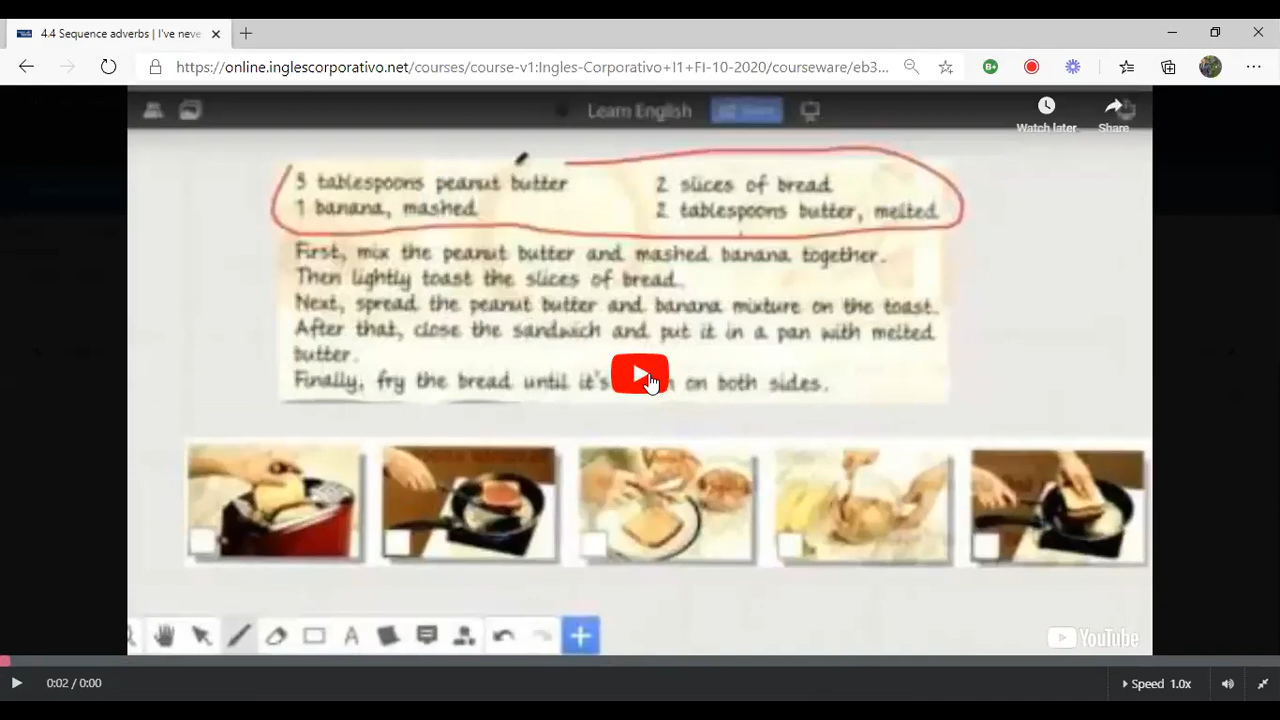 4.4 Sequence adverbs | I've neve
https://online.inglescorporativo.net/courses/course-v1:Ingles-Corporativo+I1+FI-10-2020/courseware/eb3...
Learn English
Share
Watch later
Share
3 tablespoons peanut butter
1 banana, mashed
2 slices of bread
2 tablespoons butter, melted
First, mix the peanut butter and mashed banana together.
Then lightly toast the slices of bread.
Next, spread the peanut butter and banana mixture on the toast.
After that, close the sandwich and put it in a pan with melted
butter.
Finally, fry the bread until it's on both sides.
A
YouTube
0:02 / 0:00
Speed 1.0x